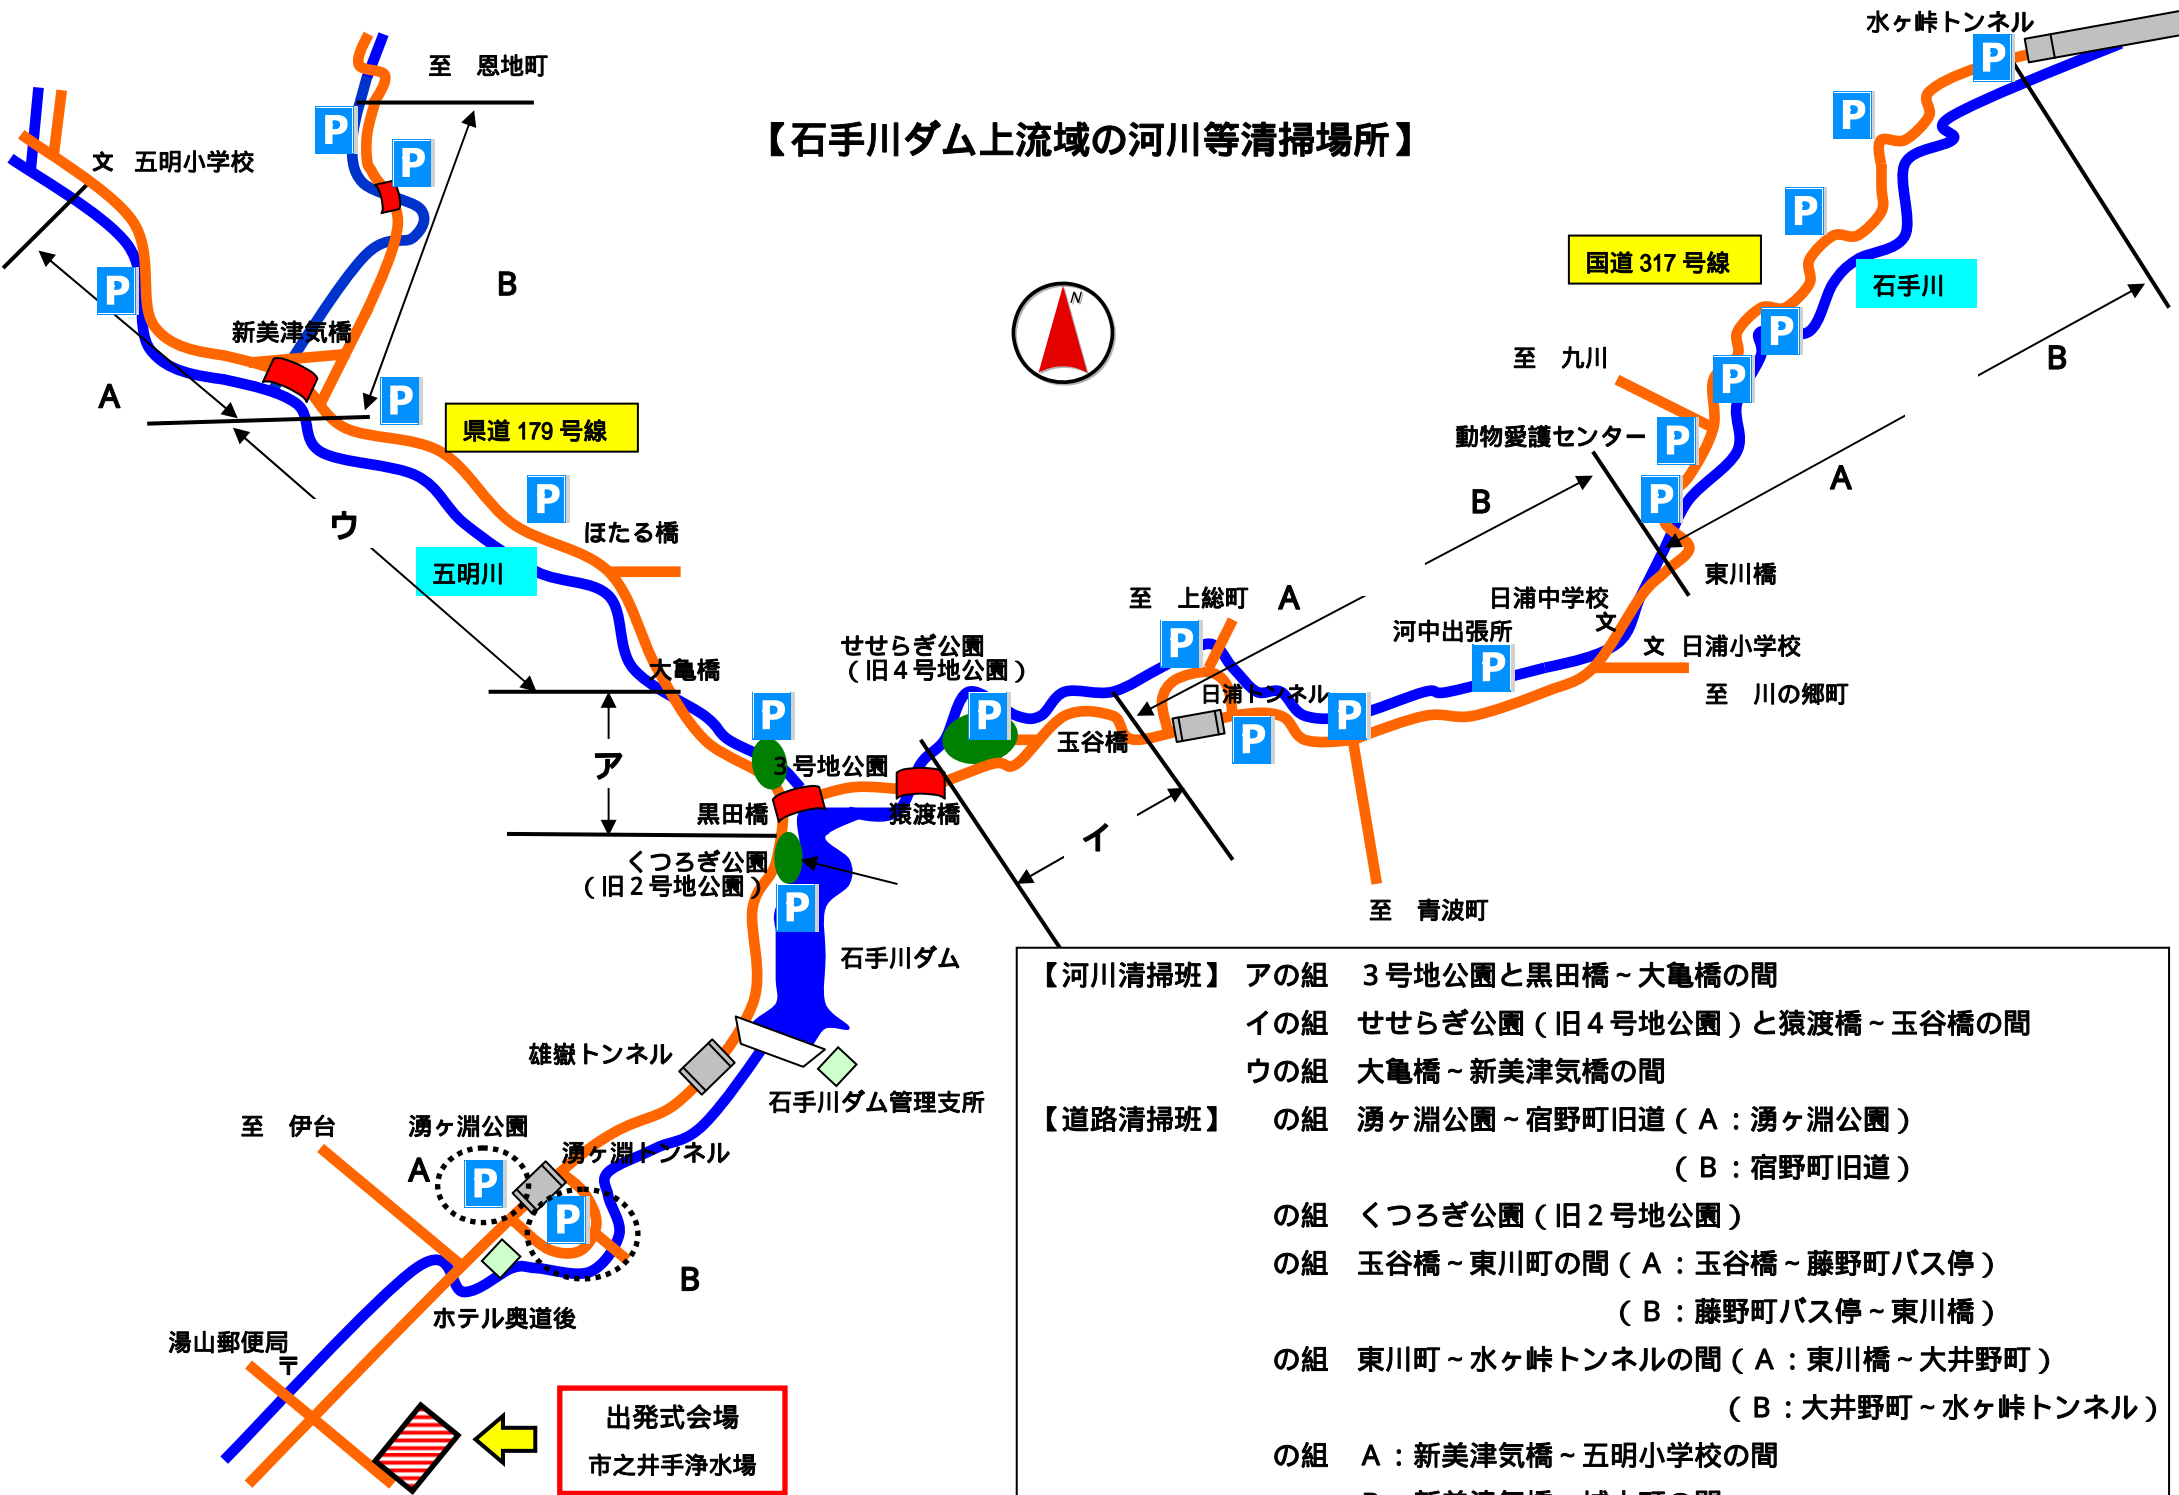 【石手川ダム上流域の河川等清掃場所】
水ヶ峠トンネル
P
P
P
P
P
P
P
国道 317 号線
石手川
B
至　九川
動物愛護センター
A
B
東川橋
日浦中学校
文
文 日浦小学校
河中出張所
P
至　川の郷町
至　恩地町
P
P
文　五明小学校
B
P
新美津気橋
A
P
県道 179 号線
P
ウ
ほたる橋
五明川
大亀橋
N
至　上総町
A
P
せせらぎ公園
（旧４号地公園）
P
P
日浦トンネル
P
P
玉谷橋
３号地公園
ア
黒田橋
猿渡橋
イ
くつろぎ公園
（旧２号地公園）
P
至　青波町
石手川ダム
雄嶽トンネル
石手川ダム管理支所
至　伊台
湧ヶ淵公園
湧ヶ淵トンネル
A
P
P
B
ホテル奥道後
湯山郵便局
〒
出発式会場
市之井手浄水場
【河川清掃班】 アの組　３号地公園と黒田橋～大亀橋の間
イの組　せせらぎ公園（旧４号地公園）と猿渡橋～玉谷橋の間
ウの組　大亀橋～新美津気橋の間
【道路清掃班】　の組　湧ヶ淵公園～宿野町旧道（Ａ：湧ヶ淵公園）
（Ｂ：宿野町旧道）
の組　くつろぎ公園（旧２号地公園）
の組　玉谷橋～東川町の間（Ａ：玉谷橋～藤野町バス停）
（Ｂ：藤野町バス停～東川橋）
の組　東川町～水ヶ峠トンネルの間（Ａ：東川橋～大井野町）
（Ｂ：大井野町～水ヶ峠トンネル）
の組　Ａ：新美津気橋～五明小学校の間